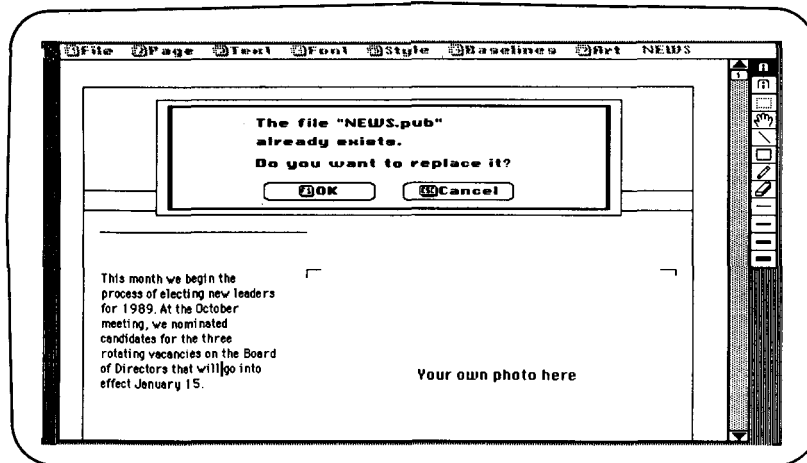 File Page Text Font Style Baselines Art NEWS
The file "NEWS.pub"
already exists.
Do you want to replace it?
F1 OK ESC Cancel
This month we begin the
process of electing new leaders
for 1989. At the October
meeting, we nominated
candidates for the three
rotating vacancies on the Board
of Directors that will go into
effect January 15.
Your own photo here